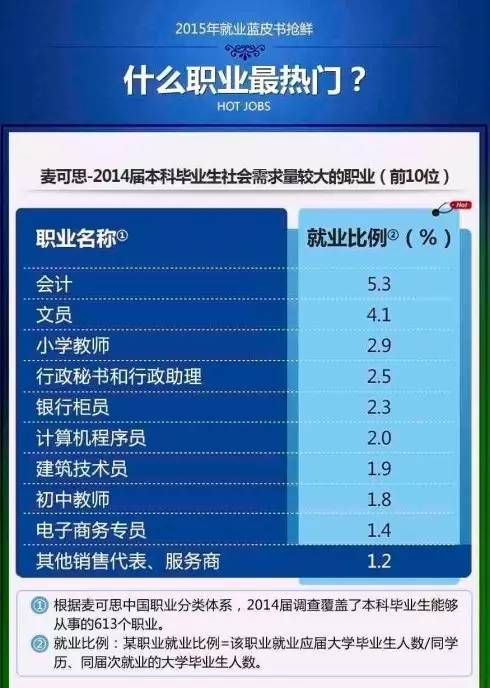 2015年就业蓝皮书抢鲜
什么职业最热门？
HOT JOBS
麦可思-2014届本科毕业生社会需求量较大的职业（前10位）
Hot
职业名称① 就业比例②（%）
会计 5.3
文员 4.1
小学教师 2.9
行政秘书和行政助理 2.5
银行柜员 2.3
计算机程序员 2.0
建筑技术员 1.9
初中教师 1.8
电子商务专员 1.4
其他销售代表、服务商 1.2
① 根据麦可思中国职业分类体系，2014届调查覆盖了本科毕业生能够
从事的613个职业。
② 就业比例：某职业就业比例=该职业就业应届大学毕业生人数/同学
历、同届次就业的大学毕业生人数。